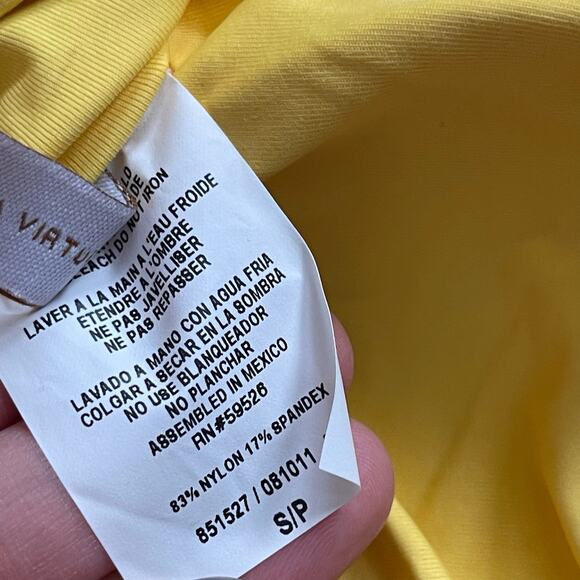 A VIRTU
LD
DE
EACH DO NOT IRON
LAVER A LA MAIN A L'EAU FROIDE
ETENDRE A L'OMBRE
NE PAS JAVELLISER
NE PAS REPASSER
LAVADO A MANO CON AGUA FRIA
COLGAR A SECAR EN LA SOMBRA
NO USE BLANQUEADOR
NO PLANCHAR
ASSEMBLED IN MEXICO
RN#59526
83% NYLON 17% SPANDEX
851527 / 081011
S/P